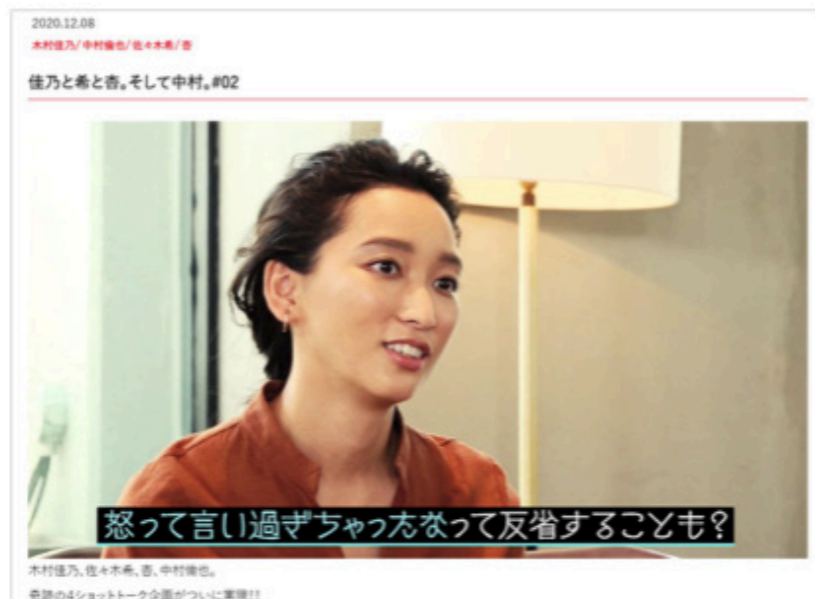 2020.12.08
木村佳乃/中村倫也/佐々木希/杏
佳乃と希と杏。そして中村。#02
怒って言い過ぎちゃったなって反省することも?
木村佳乃、佐々木希、杏、中村倫也。
奇跡の4ショットトーク企画がついに実現!!